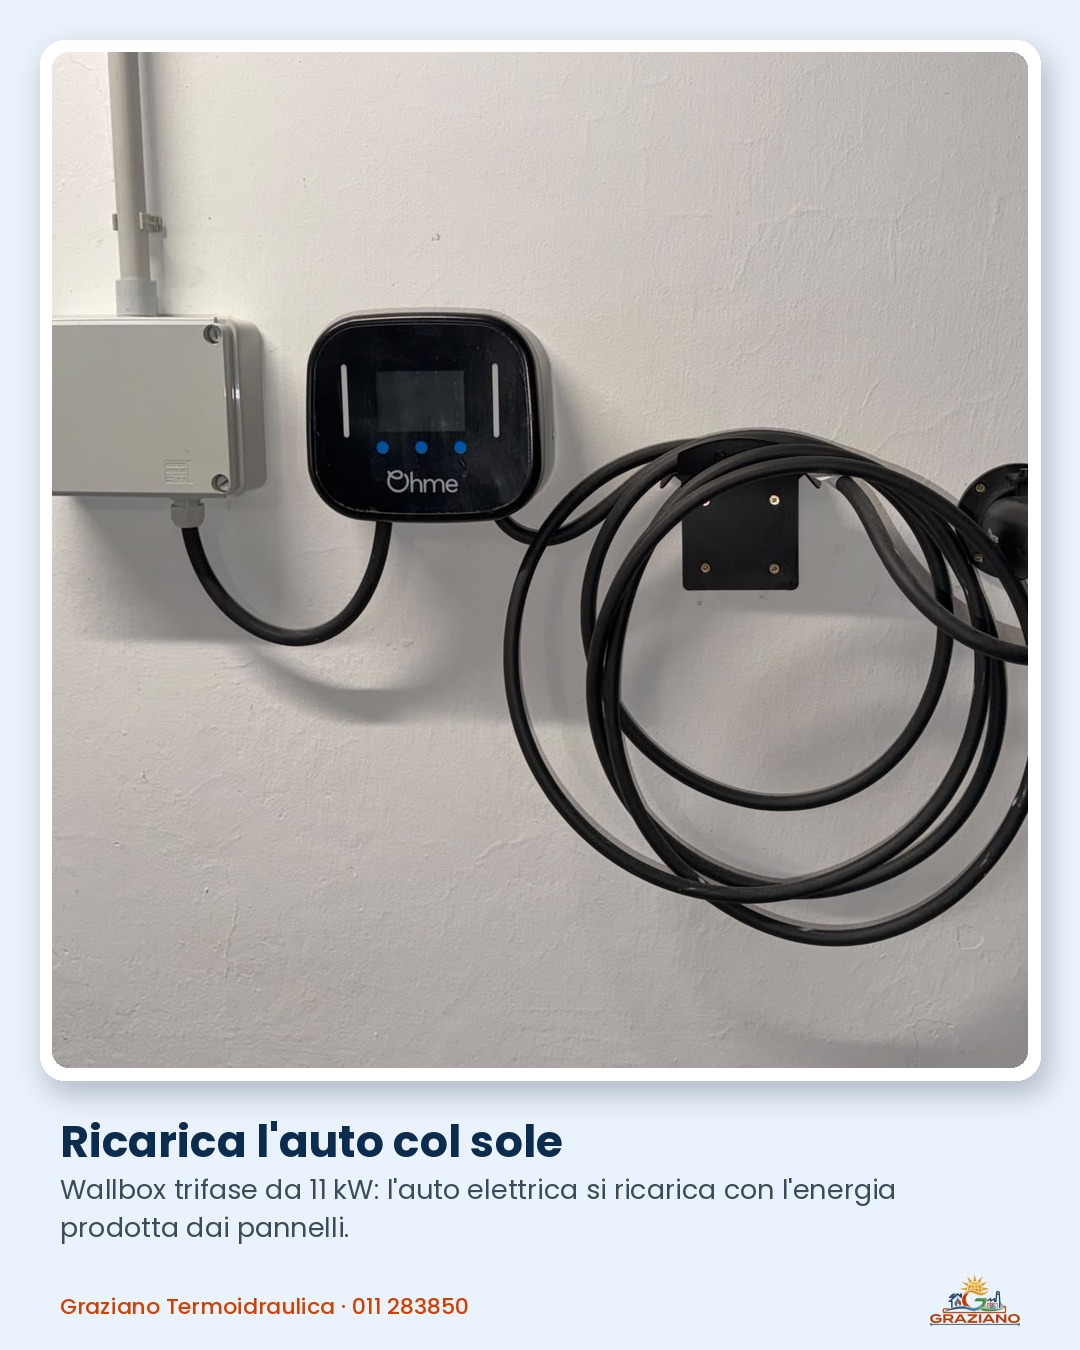 Ohme
Ricarica l'auto col sole
Wallbox trifase da 11 kW: l'auto elettrica si ricarica con l'energia
prodotta dai pannelli.
Graziano Termoidraulica · 011 283850
GRAZIANO